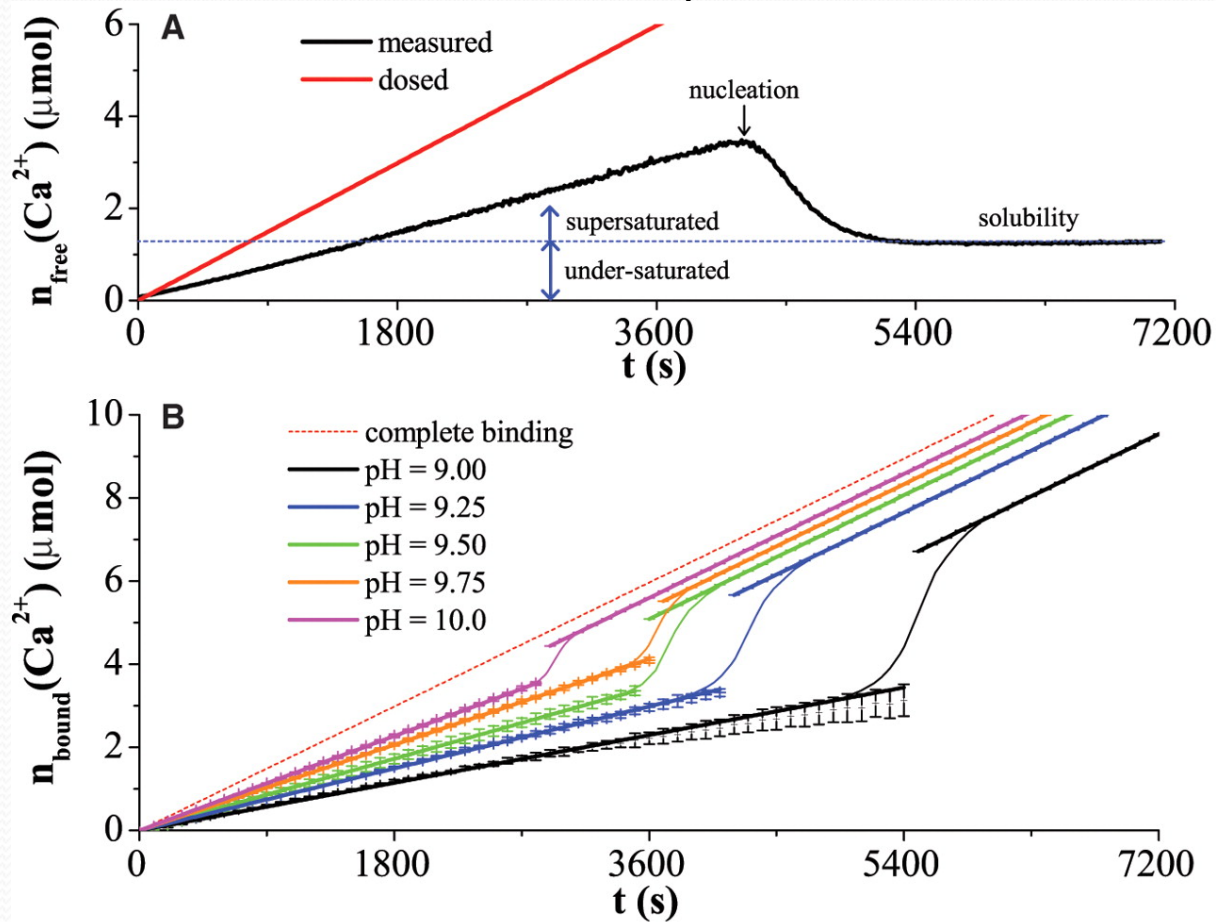 A
6
4
2
0
n_free(Ca²⁺) (μmol)
measured
dosed
nucleation
supersaturated
under-saturated
solubility
0 1800 3600 5400 7200
t (s)
B
10
8
6
4
2
0
n_bound(Ca²⁺) (μmol)
complete binding
pH = 9.00
pH = 9.25
pH = 9.50
pH = 9.75
pH = 10.0
0 1800 3600 5400 7200
t (s)